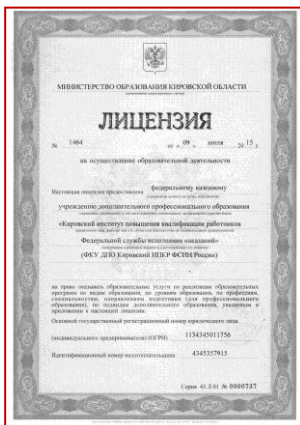 МИНИСТЕРСТВО ОБРАЗОВАНИЯ КИРОВСКОЙ ОБЛАСТИ
ЛИЦЕНЗИЯ
№ 1464 от « 09 » июля 20 15 г.
на осуществление образовательной деятельности
Настоящая лицензия предоставлена федеральному казенному
учреждению дополнительного профессионального образования
«Кировский институт повышения квалификации работников
Федеральной службы исполнения наказаний»
(ФКУ ДПО Кировский ИПКР ФСИН России)
на право оказывать образовательные услуги по реализации образовательных
программ по видам образования, по уровням образования, по профессиям,
специальностям, направлениям подготовки (для профессионального
образования), по подвидам дополнительного образования, указанным в
приложении к настоящей лицензии.
Основной государственный регистрационный номер юридического лица
(индивидуального предпринимателя) (ОГРН) 1134345011756
Идентификационный номер налогоплательщика 4345357915
Серия 43 Л 01 № 0000787